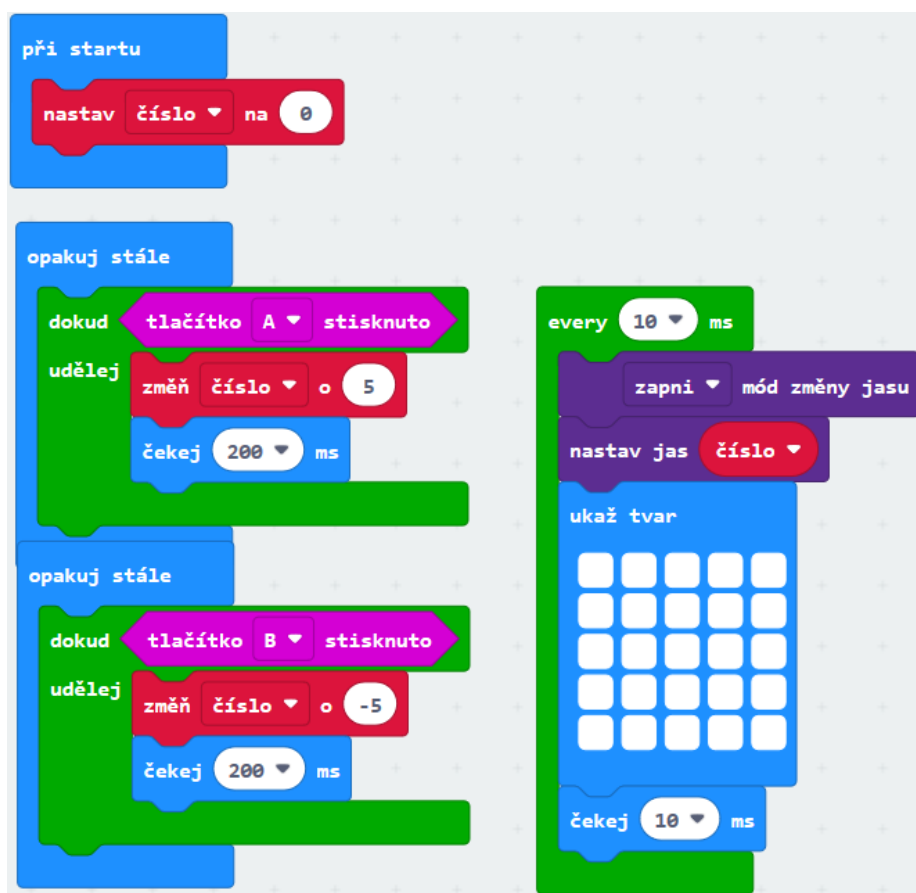 při startu
nastav číslo na 0
opakuj stále
dokud tlačítko A stisknuto
udělej
změň číslo o 5
čekej 200 ms
opakuj stále
dokud tlačítko B stisknuto
udělej
změň číslo o -5
čekej 200 ms
every 10 ms
zapni mód změny jasu
nastav jas číslo
ukaž tvar
čekej 10 ms